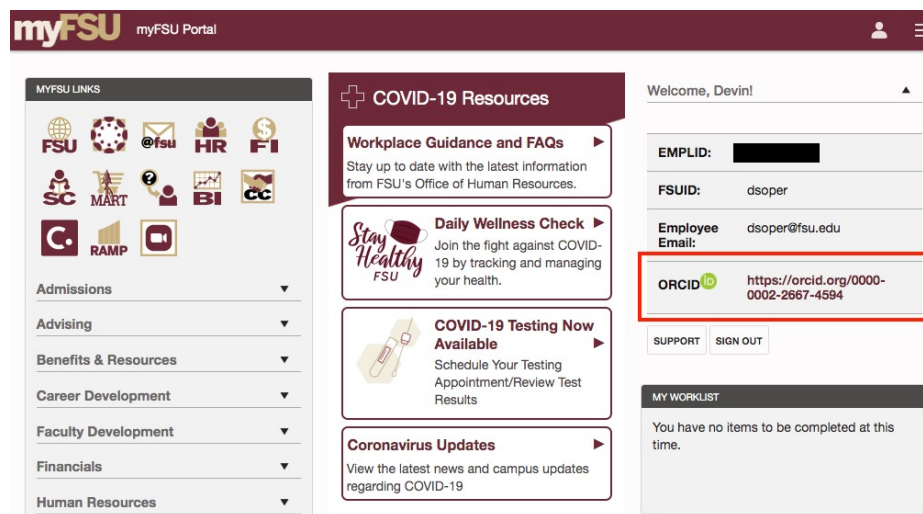 myFSU myFSU Portal
MYFSU LINKS
FSU @fsu HR FI
SC MART ? BI CC
C. RAMP
Admissions
Advising
Benefits & Resources
Career Development
Faculty Development
Financials
Human Resources
COVID-19 Resources
Workplace Guidance and FAQs
Stay up to date with the latest information
from FSU's Office of Human Resources.
Stay
Healthy
FSU
Daily Wellness Check
Join the fight against COVID-
19 by tracking and managing
your health.
COVID-19 Testing Now
Available
Schedule Your Testing
Appointment/Review Test
Results
Coronavirus Updates
View the latest news and campus updates
regarding COVID-19
Welcome, Devin!
EMPLID:
FSUID: dsoper
Employee dsoper@fsu.edu
Email:
ORCID iD https://orcid.org/0000-
0002-2667-4594
SUPPORT SIGN OUT
MY WORKLIST
You have no items to be completed at this
time.